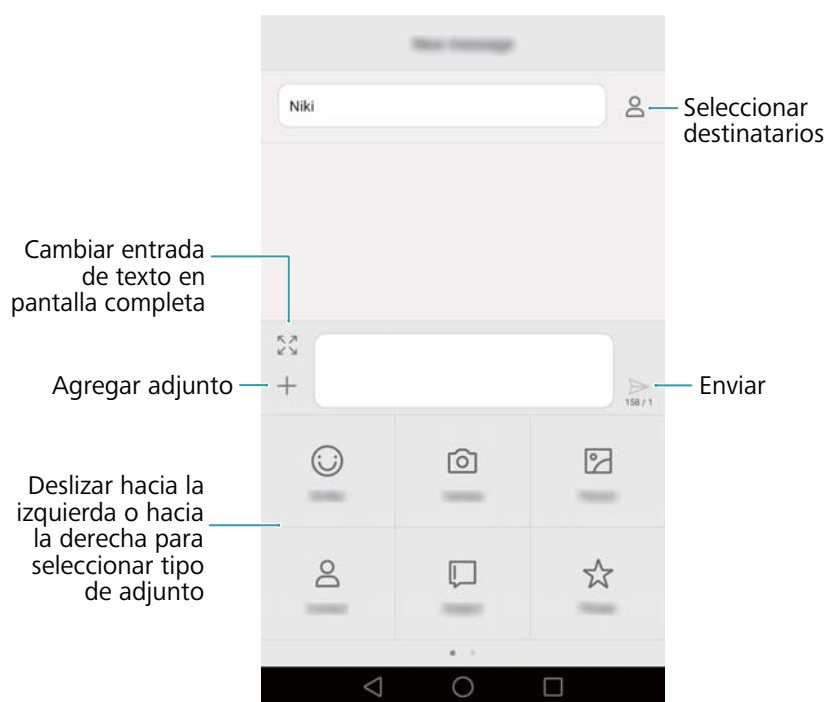 Niki
Seleccionar
destinatarios
Cambiar entrada
de texto en
pantalla completa
Agregar adjunto
Enviar
158 / 1
Deslizar hacia la
izquierda o hacia
la derecha para
seleccionar tipo
de adjunto